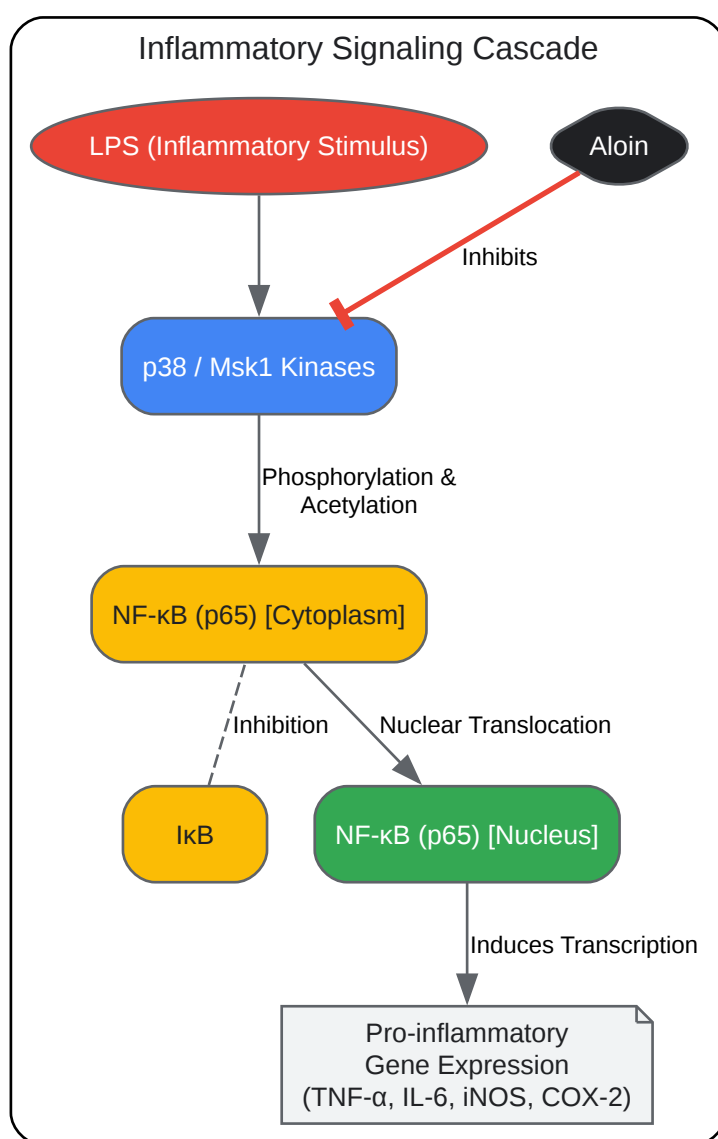 Inflammatory Signaling Cascade
LPS (Inflammatory Stimulus)
Aloin
Inhibits
p38 / Msk1 Kinases
Phosphorylation &
Acetylation
NF-κB (p65) [Cytoplasm]
Inhibition
Nuclear Translocation
IκB
NF-κB (p65) [Nucleus]
Induces Transcription
Pro-inflammatory
Gene Expression
(TNF-α, IL-6, iNOS, COX-2)